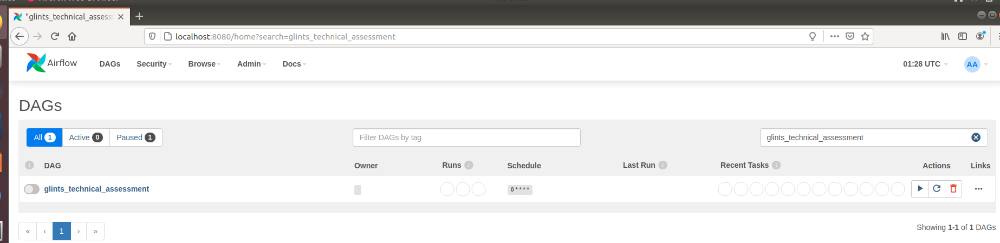 "glints_technical_assess
localhost:8080/home?search=glints_technical_assessment
Airflow DAGs Security Browse Admin Docs 01:28 UTC AA
DAGs
All 1 Active 0 Paused 1 Filter DAGs by tag glints_technical_assessment
DAG Owner Runs Schedule Last Run Recent Tasks Actions Links
glints_technical_assessment 0 * * * *
« ‹ 1 › »
Showing 1-1 of 1 DAGs